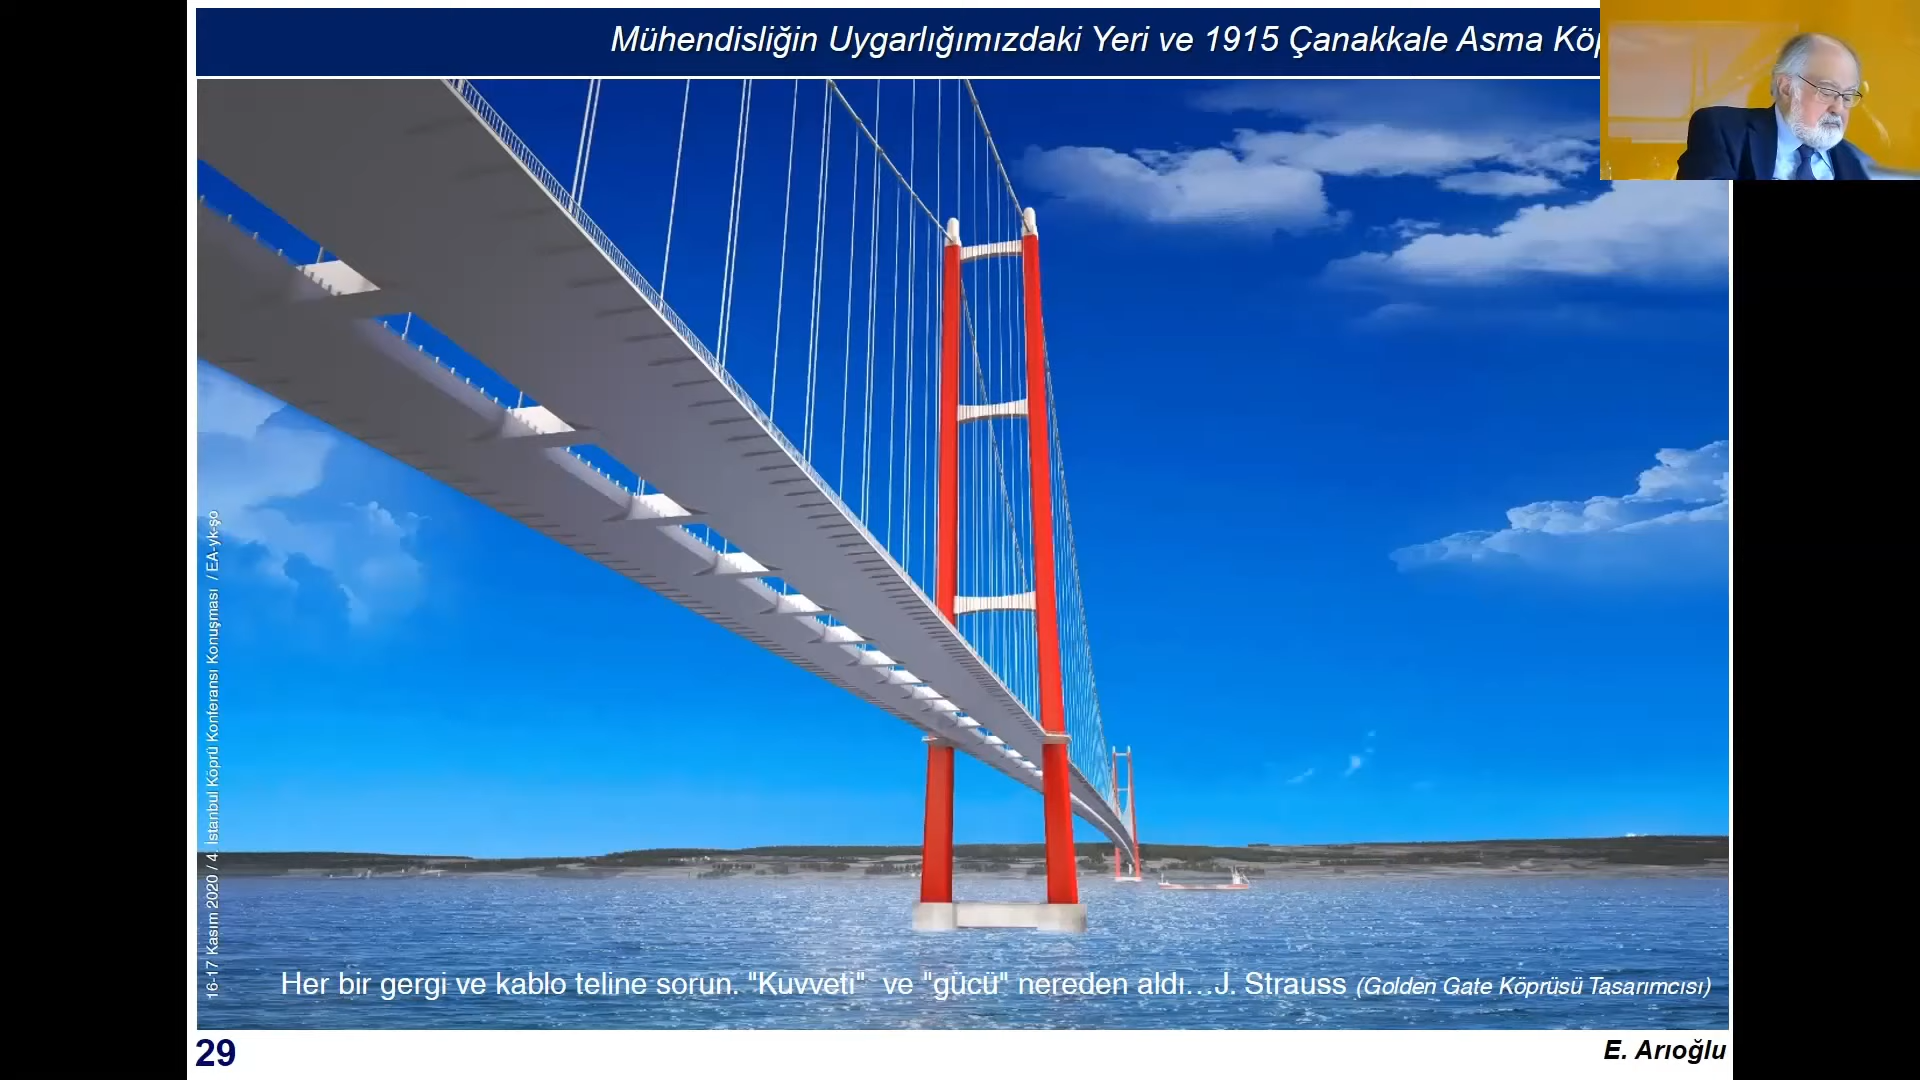 Mühendisliğin Uygarlığımızdaki Yeri ve 1915 Çanakkale Asma Köp
16-17 Kasım 2020 / 4. İstanbul Köprü Konferansı Konuşması / EA-yk-şo
Her bir gergi ve kablo teline sorun. "Kuvveti" ve "gücü" nereden aldı...J. Strauss (Golden Gate Köprüsü Tasarımcısı)
29
E. Arıoğlu